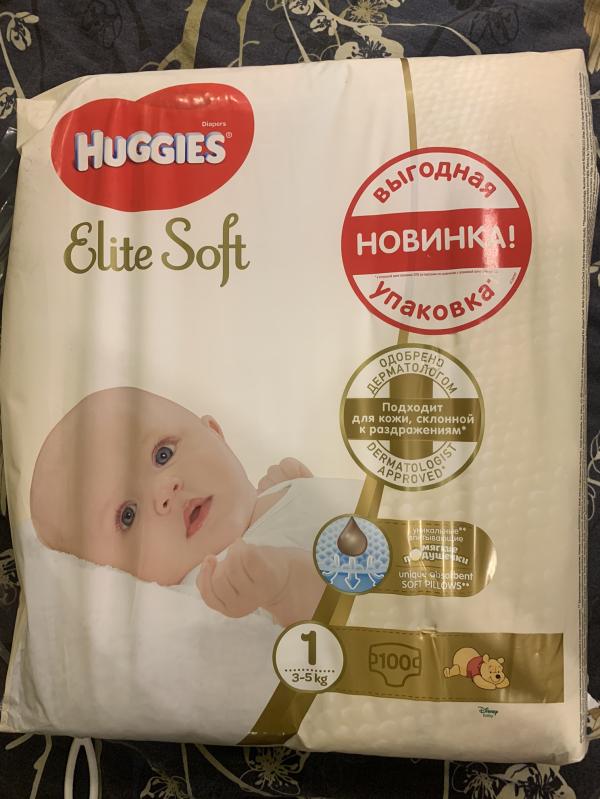 Diapers
HUGGIES®
Elite Soft
ВЫГОДНАЯ
НОВИНКА!
УПАКОВКА*
ОДОБРЕНО
ДЕРМАТОЛОГОМ
Подходит
для кожи, склонной
к раздражениям*
DERMATOLOGIST
APPROVED*
уникальные**
впитывающие
мягкие
подушечки
unique absorbent
SOFT PILLOWS**
1
3-5 kg
100
Disney
baby